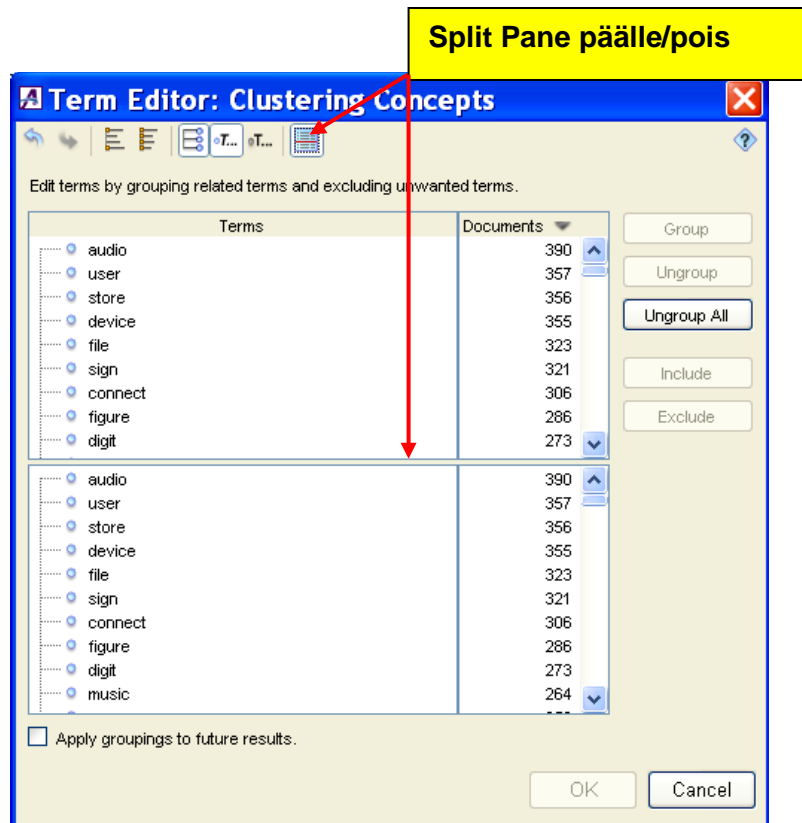 Split Pane päälle/pois
Term Editor: Clustering Concepts
T... T...
Edit terms by grouping related terms and excluding unwanted terms.
Terms Documents
audio 390
user 357
store 356
device 355
file 323
sign 321
connect 306
figure 286
digit 273
Group
Ungroup
Ungroup All
Include
Exclude
audio 390
user 357
store 356
device 355
file 323
sign 321
connect 306
figure 286
digit 273
music 264
Apply groupings to future results.
OK Cancel